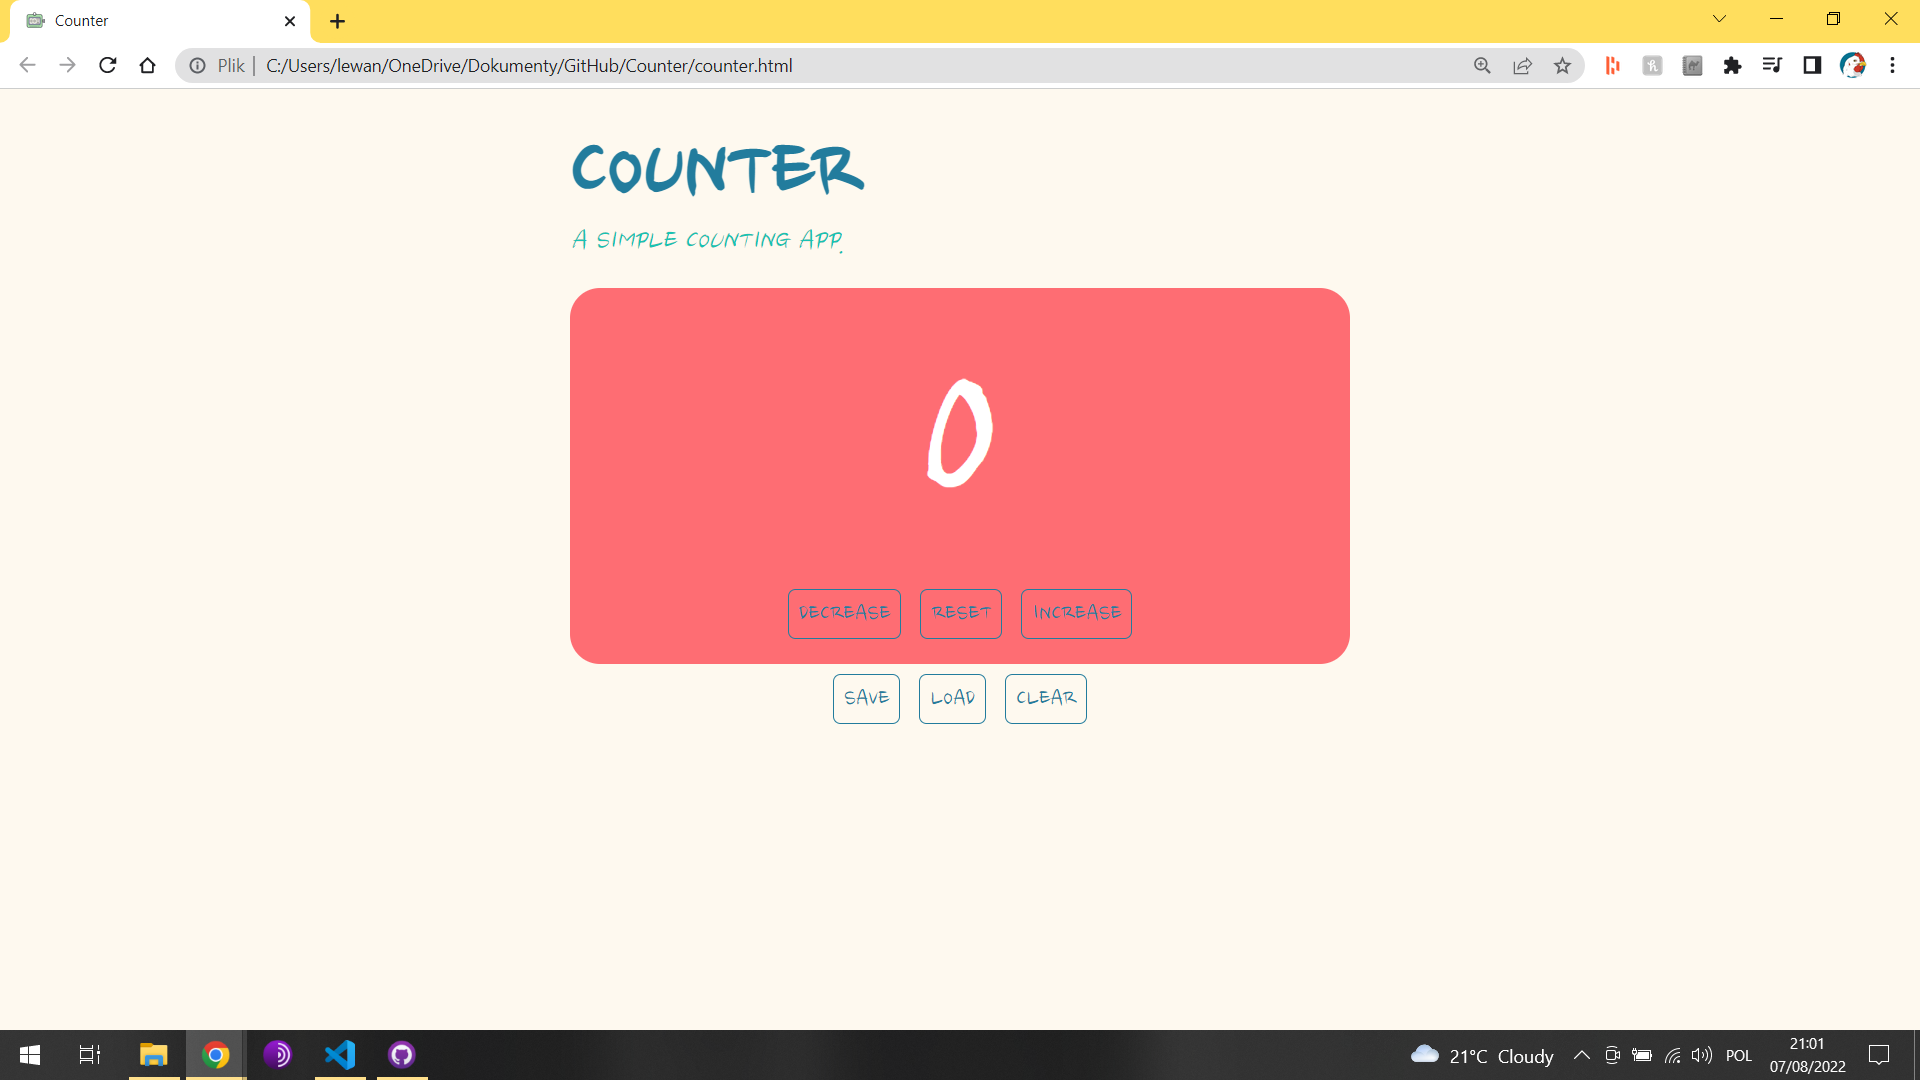 Counter
Plik | C:/Users/lewan/OneDrive/Dokumenty/GitHub/Counter/counter.html
COUNTER
A SIMPLE COUNTING APP.
0
DECREASE RESET INCREASE
SAVE LOAD CLEAR
21°C Cloudy POL 21:01
07/08/2022